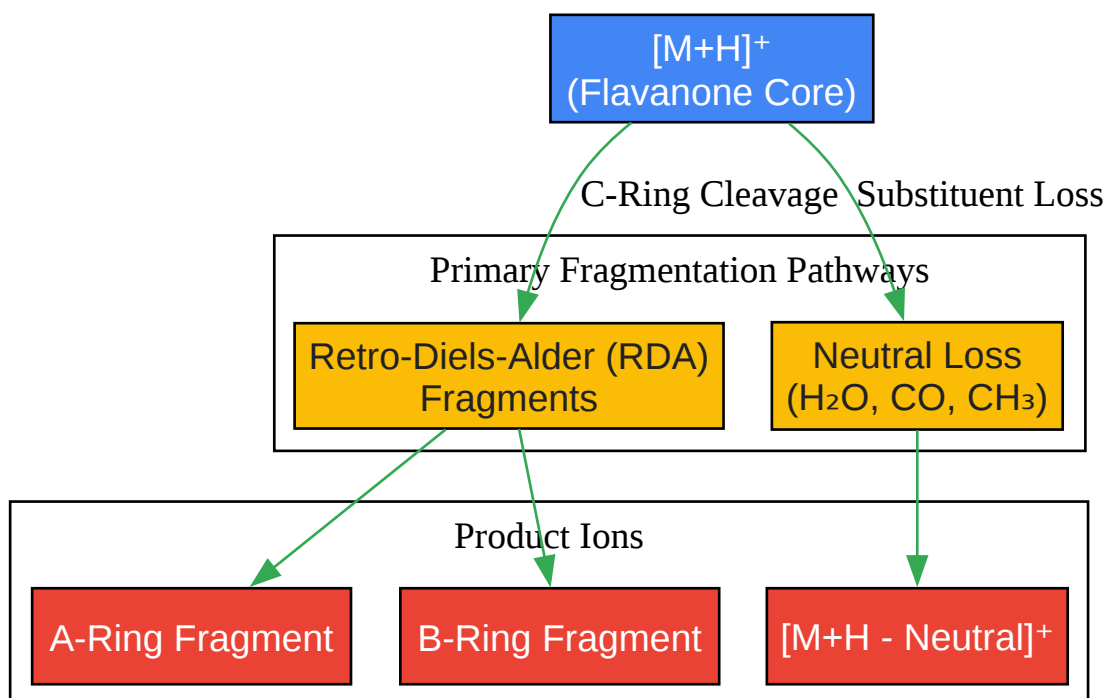 [M+H]⁺
(Flavanone Core)
C-Ring Cleavage
Substituent Loss
Primary Fragmentation Pathways
Retro-Diels-Alder (RDA)
Fragments
Neutral Loss
(H₂O, CO, CH₃)
Product Ions
A-Ring Fragment
B-Ring Fragment
[M+H - Neutral]⁺